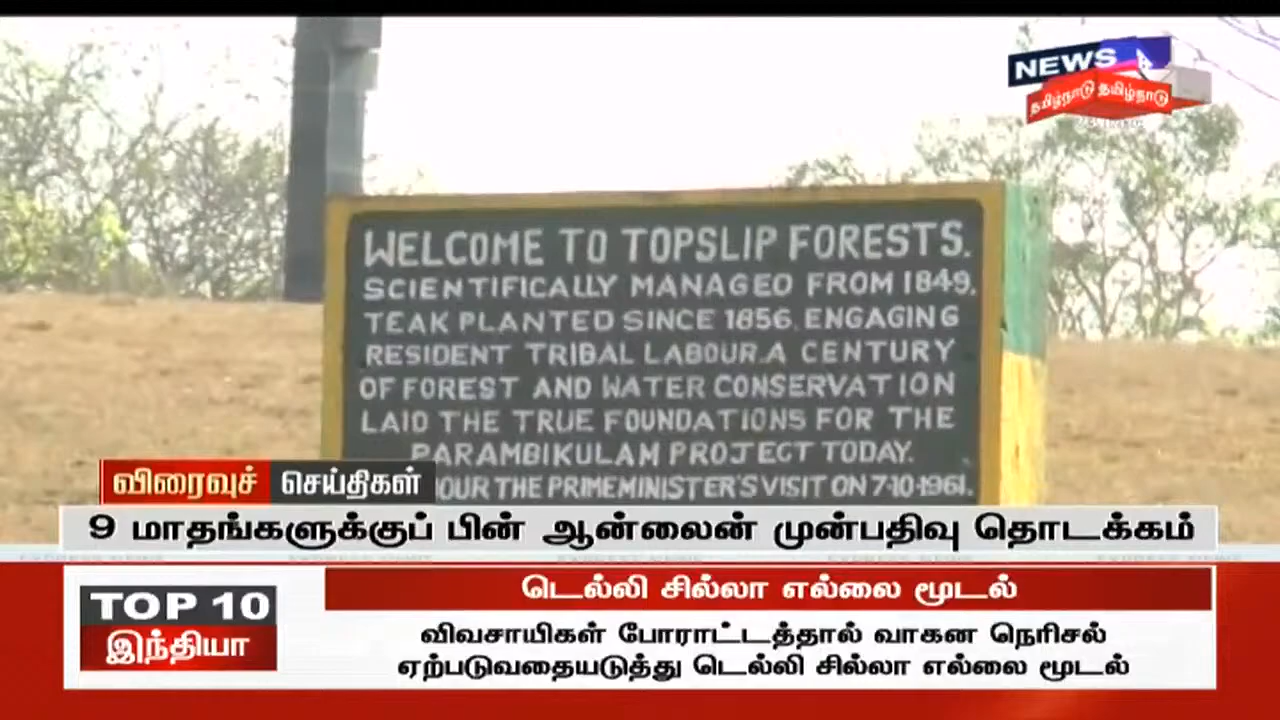 NEWS
தமிழ்நாடு தமிழ்நாடு
WELCOME TO TOPSLIP FORESTS.
SCIENTIFICALLY MANAGED FROM 1849.
TEAK PLANTED SINCE 1856. ENGAGING
RESIDENT TRIBAL LABOUR. A CENTURY
OF FOREST AND WATER CONSERVATION
LAID THE TRUE FOUNDATIONS FOR THE
PARAMBIKULAM PROJECT TODAY.
OUR THE PRIMEMINISTER'S VISIT ON 7-10-1961.
விரைவுச் செய்திகள்
9 மாதங்களுக்குப் பின் ஆன்லைன் முன்பதிவு தொடக்கம்
TOP 10
இந்தியா
டெல்லி சில்லா எல்லை மூடல்
விவசாயிகள் போராட்டத்தால் வாகன நெரிசல்
ஏற்படுவதையடுத்து டெல்லி சில்லா எல்லை மூடல்